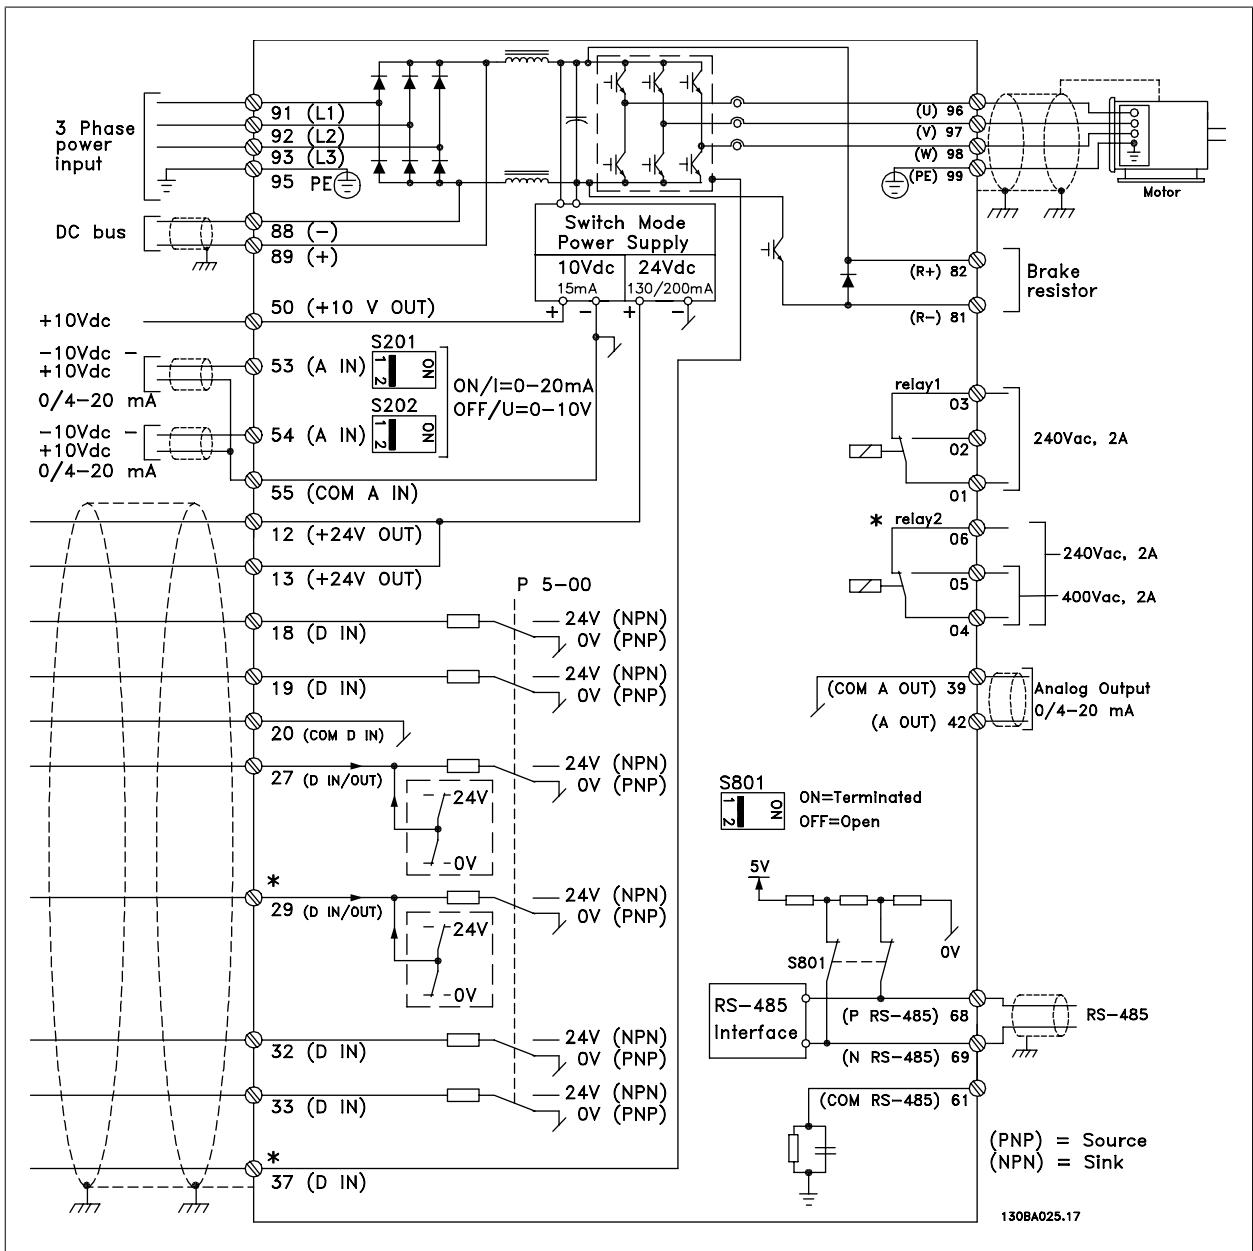 3 Phase
power
input
91 (L1)
92 (L2)
93 (L3)
95 PE
DC bus
88 (-)
89 (+)
Switch Mode
Power Supply
10Vdc
15mA
24Vdc
130/200mA
+ - + -
(U) 96
(V) 97
(W) 98
(PE) 99
Motor
(R+) 82
(R-) 81
Brake
resistor
+10Vdc
50 (+10 V OUT)
-10Vdc -
+10Vdc
0/4-20 mA
53 (A IN)
S201
1 2
ON
-10Vdc -
+10Vdc
0/4-20 mA
54 (A IN)
S202
1 2
ON
ON/I=0-20mA
OFF/U=0-10V
55 (COM A IN)
12 (+24V OUT)
13 (+24V OUT)
relay1
03
02
01
240Vac, 2A
* relay2
06
05
04
240Vac, 2A
400Vac, 2A
P 5-00
18 (D IN)
24V (NPN)
0V (PNP)
19 (D IN)
24V (NPN)
0V (PNP)
20 (COM D IN)
27 (D IN/OUT)
24V (NPN)
0V (PNP)
24V
0V
*
29 (D IN/OUT)
24V (NPN)
0V (PNP)
24V
0V
32 (D IN)
24V (NPN)
0V (PNP)
33 (D IN)
24V (NPN)
0V (PNP)
*
37 (D IN)
(COM A OUT) 39
(A OUT) 42
Analog Output
0/4-20 mA
S801
1 2
ON
ON=Terminated
OFF=Open
5V
0V
S801
RS-485
Interface
(P RS-485) 68
(N RS-485) 69
RS-485
(COM RS-485) 61
(PNP) = Source
(NPN) = Sink
130BA025.17